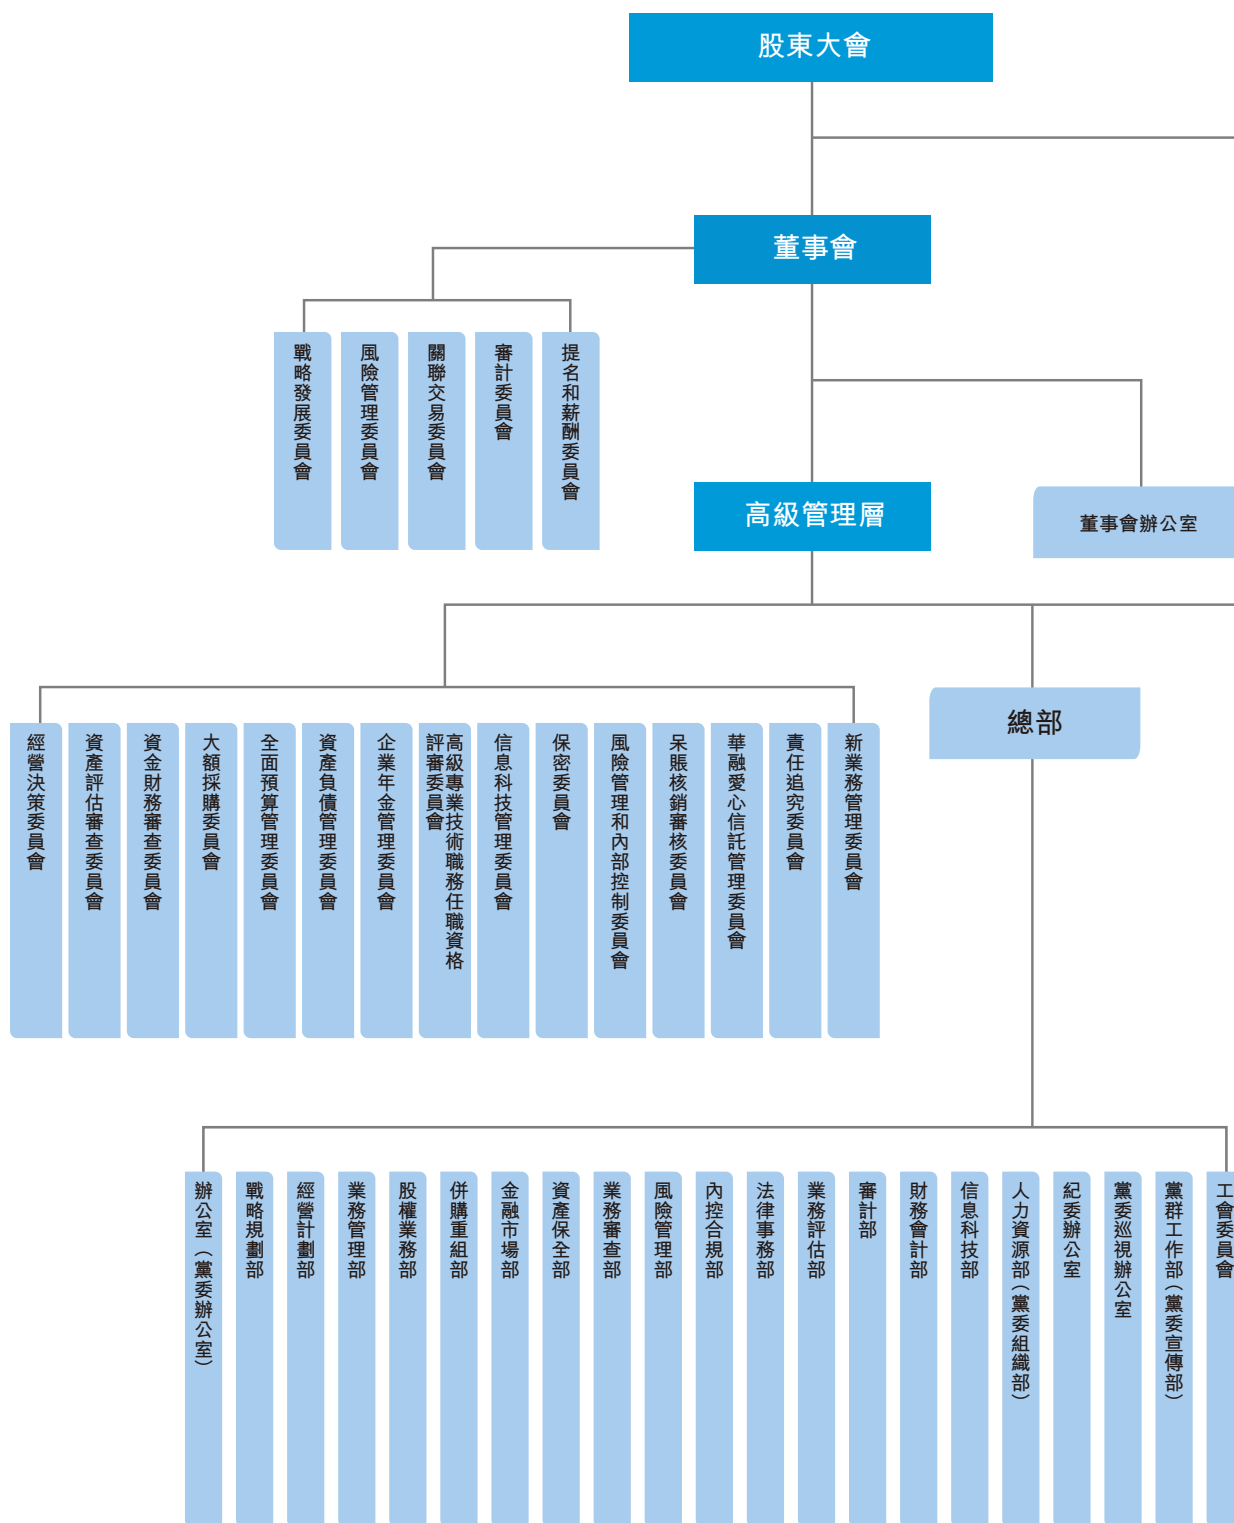 股東大會
董事會
戰略發展委員會
風險管理委員會
關聯交易委員會
審計委員會
提名和薪酬委員會
高級管理層
董事會辦公室
總部
經營決策委員會
資產評估審查委員會
資金財務審查委員會
大額採購委員會
全面預算管理委員會
資產負債管理委員會
企業年金管理委員會
高級專業技術職務任職資格
評審委員會
信息科技管理委員會
保密委員會
風險管理和內部控制委員會
呆賬核銷審核委員會
華融愛心信託管理委員會
責任追究委員會
新業務管理委員會
辦公室（黨委辦公室）
戰略規劃部
經營計劃部
業務管理部
股權業務部
併購重組部
金融市場部
資產保全部
業務審查部
風險管理部
內控合規部
法律事務部
業務評估部
審計部
財務會計部
信息科技部
人力資源部（黨委組織部）
紀委辦公室
黨委巡視辦公室
黨群工作部（黨委宣傳部）
工會委員會